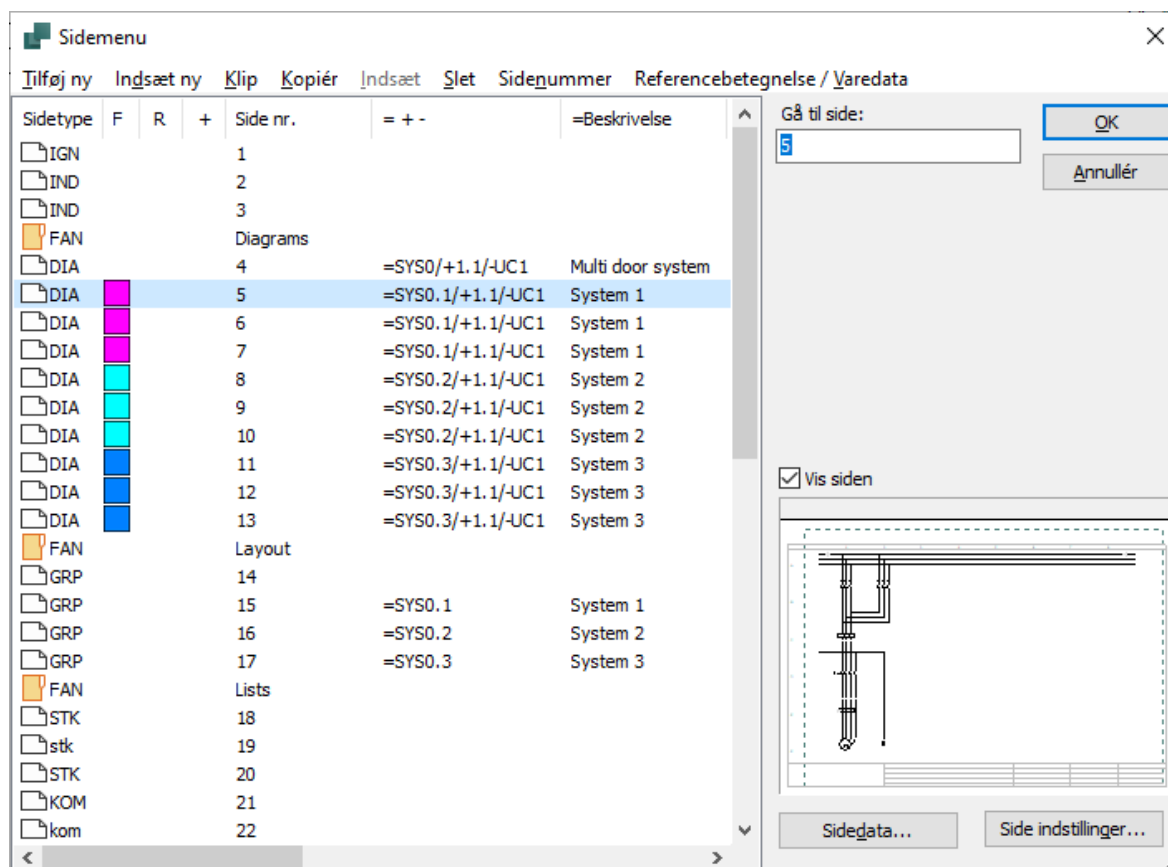 Sidemenu
Tilføj ny Indsæt ny Klip Kopiér Indsæt Slet Sidenummer Referencebetegnelse / Varedata
Sidetype F R + Side nr. = + - =Beskrivelse
IGN 1
IND 2
IND 3
FAN Diagrams
DIA 4 =SYS0/+1.1/-UC1 Multi door system
DIA 5 =SYS0.1/+1.1/-UC1 System 1
DIA 6 =SYS0.1/+1.1/-UC1 System 1
DIA 7 =SYS0.1/+1.1/-UC1 System 1
DIA 8 =SYS0.2/+1.1/-UC1 System 2
DIA 9 =SYS0.2/+1.1/-UC1 System 2
DIA 10 =SYS0.2/+1.1/-UC1 System 2
DIA 11 =SYS0.3/+1.1/-UC1 System 3
DIA 12 =SYS0.3/+1.1/-UC1 System 3
DIA 13 =SYS0.3/+1.1/-UC1 System 3
FAN Layout
GRP 14
GRP 15 =SYS0.1 System 1
GRP 16 =SYS0.2 System 2
GRP 17 =SYS0.3 System 3
FAN Lists
STK 18
stk 19
STK 20
KOM 21
kom 22
Gå til side:
5
OK
Annullér
Vis siden
Sidedata...
Side indstillinger...